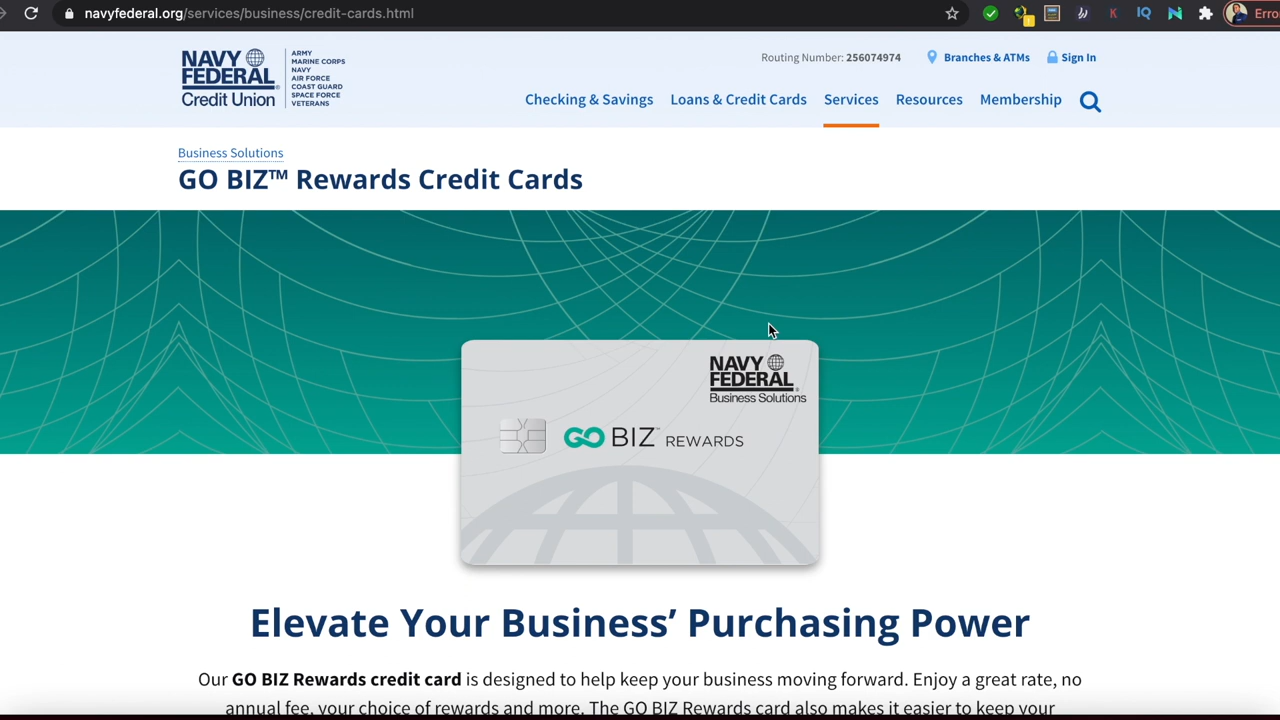 navyfederal.org/services/business/credit-cards.html
K
IQ
Erro
NAVY
FEDERAL
Credit Union
ARMY
MARINE CORPS
NAVY
AIR FORCE
COAST GUARD
SPACE FORCE
VETERANS
Routing Number: 256074974
Branches & ATMs
Sign In
Checking & Savings
Loans & Credit Cards
Services
Resources
Membership
Business Solutions
GO BIZ™ Rewards Credit Cards
NAVY
FEDERAL®
Business Solutions
GO BIZ™ REWARDS
Elevate Your Business’ Purchasing Power
Our GO BIZ Rewards credit card is designed to help keep your business moving forward. Enjoy a great rate, no
annual fee, your choice of rewards and more. The GO BIZ Rewards card also makes it easier to keep your